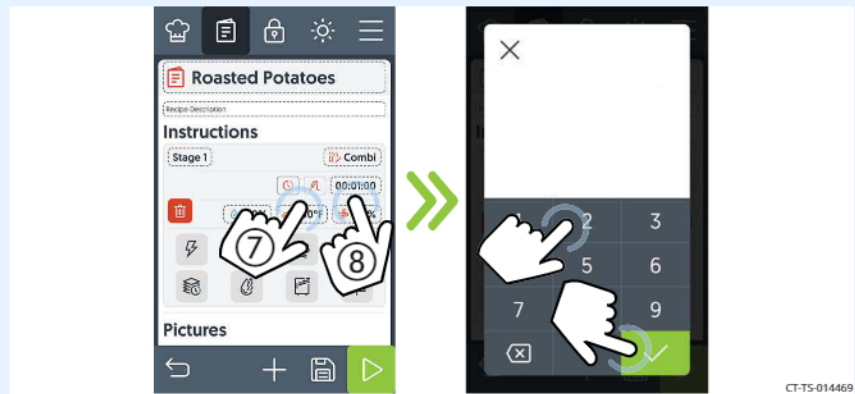 Roasted Potatoes
Recipe Description
Instructions
Stage 1
Combi
00:01:00
°F
%
7
8
Pictures
2
3
5
6
7
9
CT-TS-014469